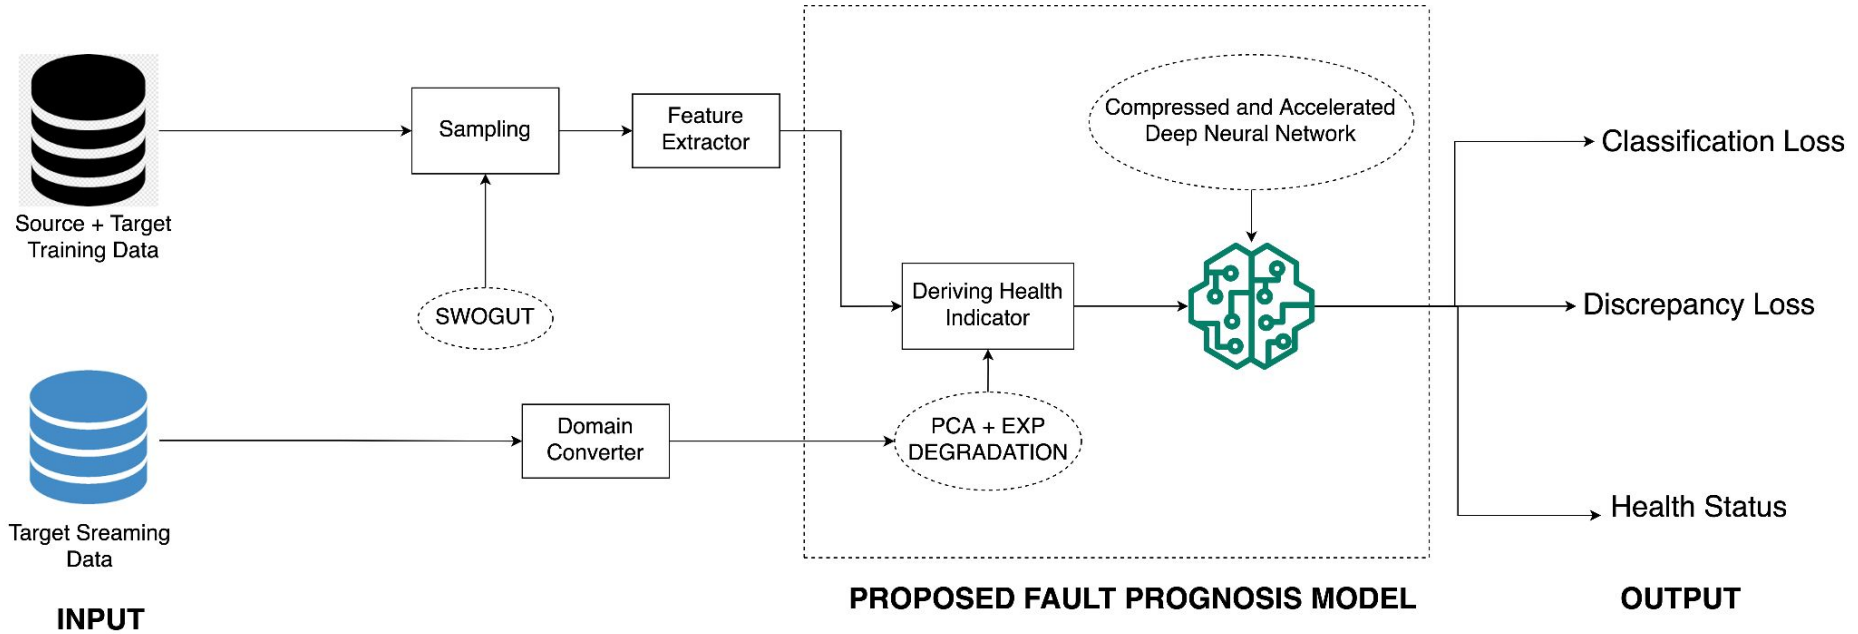 Source + Target
Training Data
Sampling
Feature
Extractor
SWOGUT
Target Sreaming
Data
Domain
Converter
INPUT
Compressed and Accelerated
Deep Neural Network
Deriving Health
Indicator
PCA + EXP
DEGRADATION
PROPOSED FAULT PROGNOSIS MODEL
Classification Loss
Discrepancy Loss
Health Status
OUTPUT